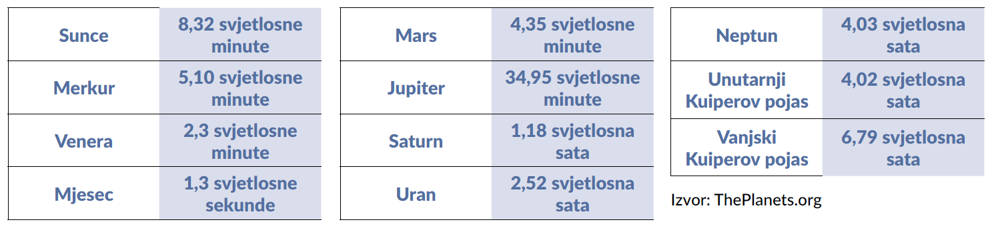 Sunce
8,32 svjetlosne
minute
Merkur
5,10 svjetlosne
minute
Venera
2,3 svjetlosne
minute
Mjesec
1,3 svjetlosne
sekunde
Mars
4,35 svjetlosne
minute
Jupiter
34,95 svjetlosne
minute
Saturn
1,18 svjetlosna
sata
Uran
2,52 svjetlosna
sata
Neptun
4,03 svjetlosna
sata
Unutarnji
Kuiperov pojas
4,02 svjetlosna
sata
Vanjski
Kuiperov pojas
6,79 svjetlosna
sata
Izvor: ThePlanets.org